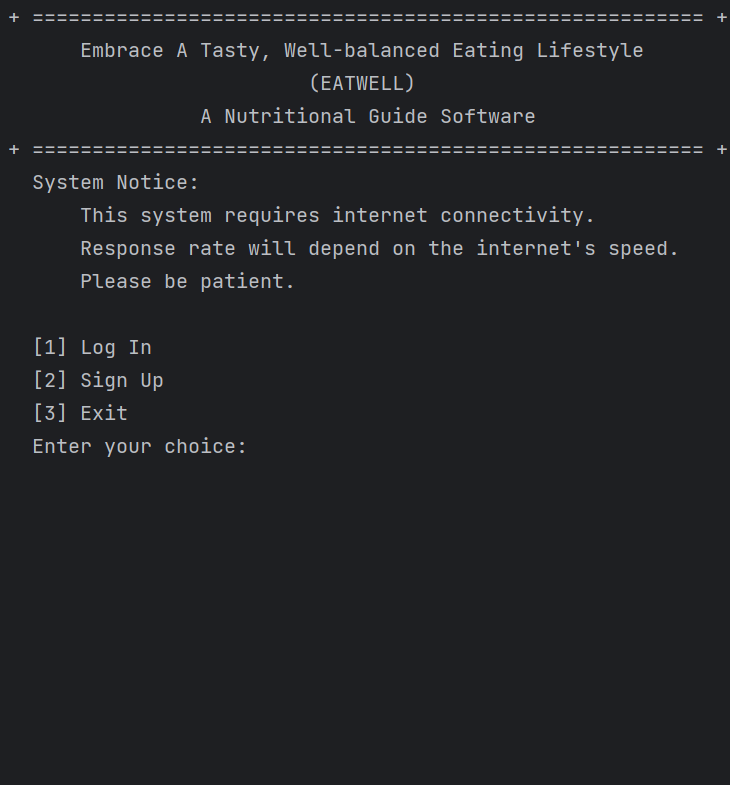 + ======================================================== +
Embrace A Tasty, Well-balanced Eating Lifestyle
(EATWELL)
A Nutritional Guide Software
+ ======================================================== +
System Notice:
This system requires internet connectivity.
Response rate will depend on the internet's speed.
Please be patient.
[1] Log In
[2] Sign Up
[3] Exit
Enter your choice: